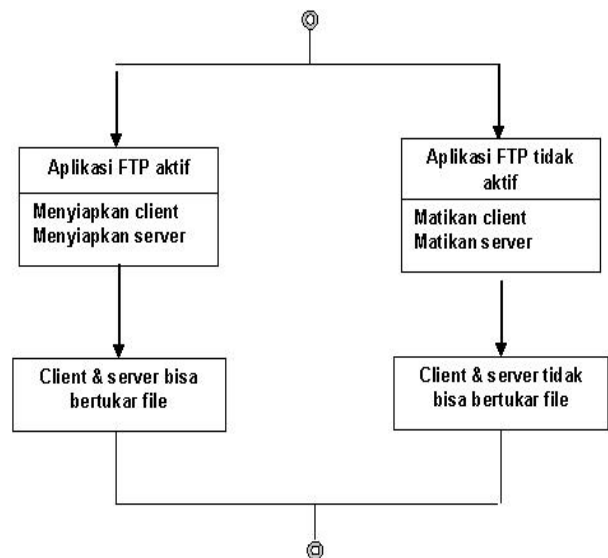 Aplikasi FTP aktif
Menyiapkan client
Menyiapkan server
Aplikasi FTP tidak
aktif
Matikan client
Matikan server
Client & server bisa
bertukar file
Client & server tidak
bisa bertukar file